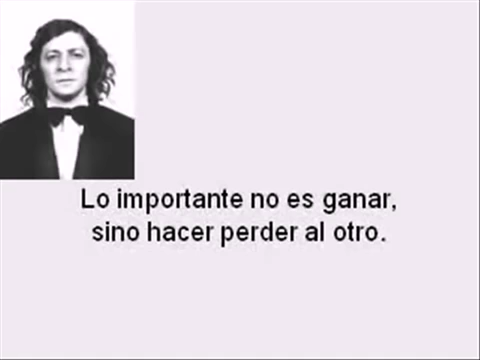 Lo importante no es ganar,
sino hacer perder al otro.